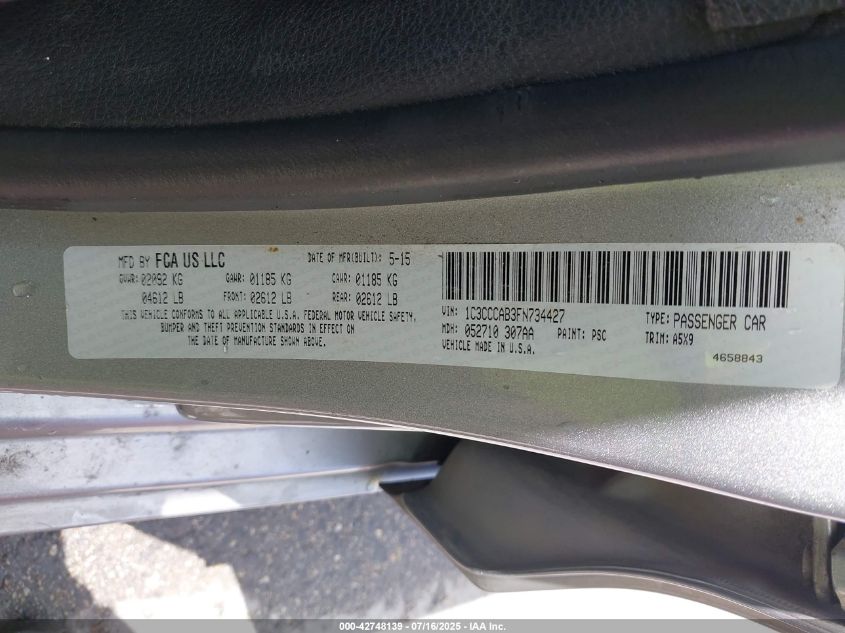 MFD BY FCA US LLC DATE OF MFR(BUILT): 5-15
GVWR: 02092 KG GAWR: 01185 KG GAWR: 01185 KG
04612 LB FRONT: 02612 LB REAR: 02612 LB
THIS VEHICLE CONFORMS TO ALL APPLICABLE U.S.A. FEDERAL MOTOR VEHICLE SAFETY,
BUMPER AND THEFT PREVENTION STANDARDS IN EFFECT ON THE
DATE OF MANUFACTURE SHOWN ABOVE.
VIN: 1C3CCCAB3FN734427 TYPE: PASSENGER CAR
MDH: 052710 307AA PAINT: PSC TRIM: A5X9
VEHICLE MADE IN U.S.A.
4658843
000-42748139 - 07/16/2025 - IAA Inc.